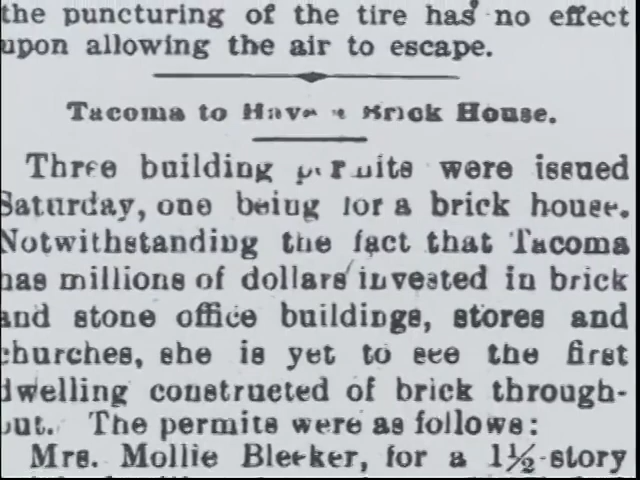 the puncturing of the tire has no effect
upon allowing the air to escape.
Tacoma to Have a Brick House.
Three building permits were issued
Saturday, one being for a brick house.
Notwithstanding the fact that Tacoma
has millions of dollars invested in brick
and stone office buildings, stores and
churches, she is yet to see the first
dwelling constructed of brick through-
out. The permits were as follows:
Mrs. Mollie Bleeker, for a 1½-story